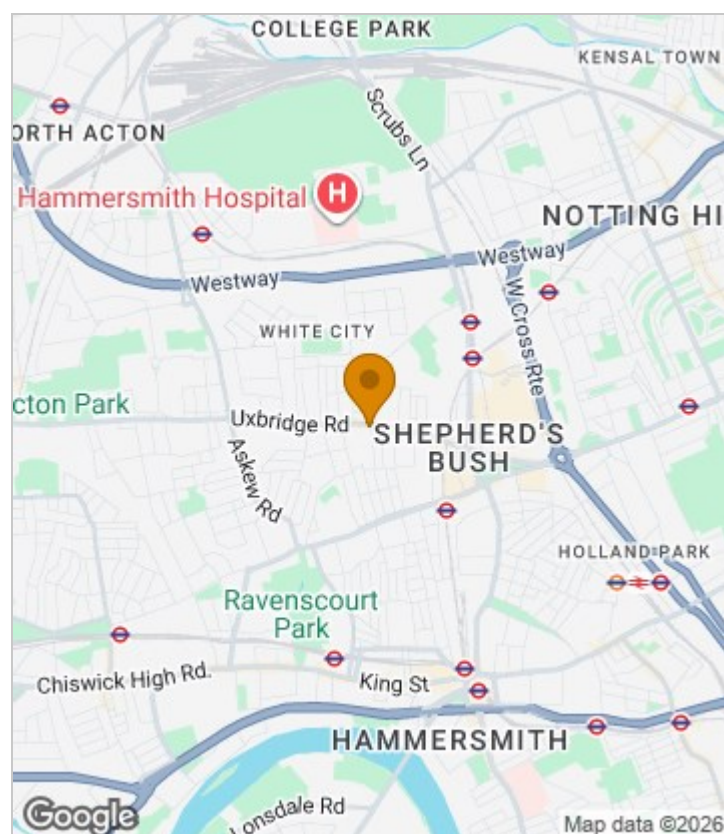 COLLEGE PARK
KENSAL TOWN
Scrubs Ln
ORTH ACTON
Hammersmith Hospital
H
NOTTING HI
Westway
Westway
W Cross Rte
WHITE CITY
cton Park
Uxbridge Rd
SHEPHERD'S
BUSH
Askew Rd
HOLLAND PARK
Ravenscourt
Park
Chiswick High Rd.
King St
HAMMERSMITH
Lonsdale Rd
Google
Map data ©2026